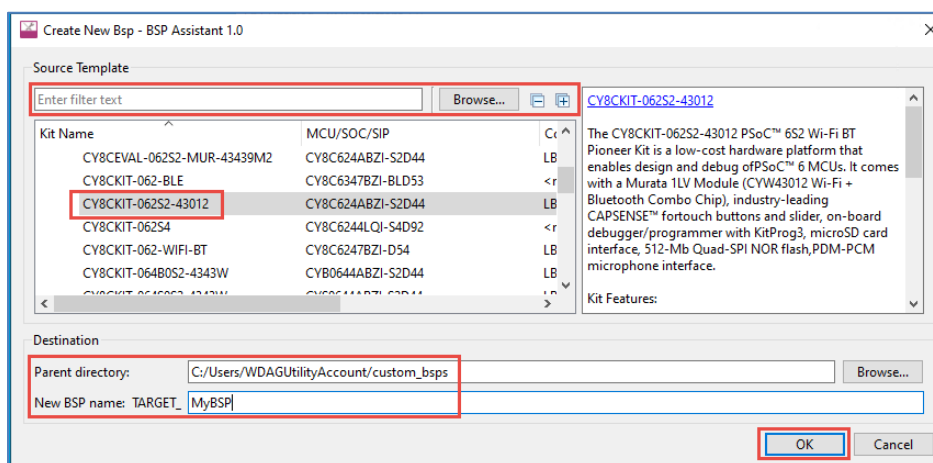 Create New Bsp - BSP Assistant 1.0
Source Template
Enter filter text
Browse...
CY8CKIT-062S2-43012
Kit Name
MCU/SOC/SIP
CY8CEVAL-062S2-MUR-43439M2 CY8C624ABZI-S2D44 LB
CY8CKIT-062-BLE CY8C6347BZI-BLD53 <r
CY8CKIT-062S2-43012 CY8C624ABZI-S2D44 LB
CY8CKIT-062S4 CY8C6244LQI-S4D92 <r
CY8CKIT-062-WIFI-BT CY8C6247BZI-D54 LB
CY8CKIT-064B0S2-4343W CYB0644ABZI-S2D44 LB
The CY8CKIT-062S2-43012 PSoC™ 6S2 Wi-Fi BT
Pioneer Kit is a low-cost hardware platform that
enables design and debug ofPSoC™ 6 MCUs. It comes
with a Murata 1LV Module (CYW43012 Wi-Fi +
Bluetooth Combo Chip), industry-leading
CAPSENSE™ fortouch buttons and slider, on-board
debugger/programmer with KitProg3, microSD card
interface, 512-Mb Quad-SPI NOR flash,PDM-PCM
microphone interface.
Kit Features:
Destination
Parent directory: C:/Users/WDAGUtilityAccount/custom_bsps Browse...
New BSP name: TARGET_ MyBSP
OK Cancel